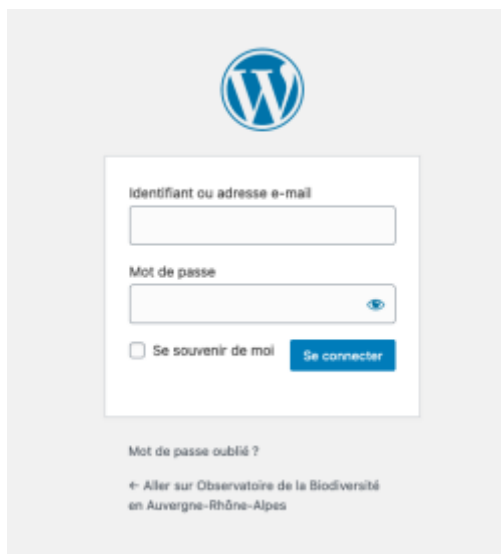 Identifiant ou adresse e-mail
Mot de passe
Se souvenir de moi
Se connecter
Mot de passe oublié ?
← Aller sur Observatoire de la Biodiversité
en Auvergne-Rhône-Alpes